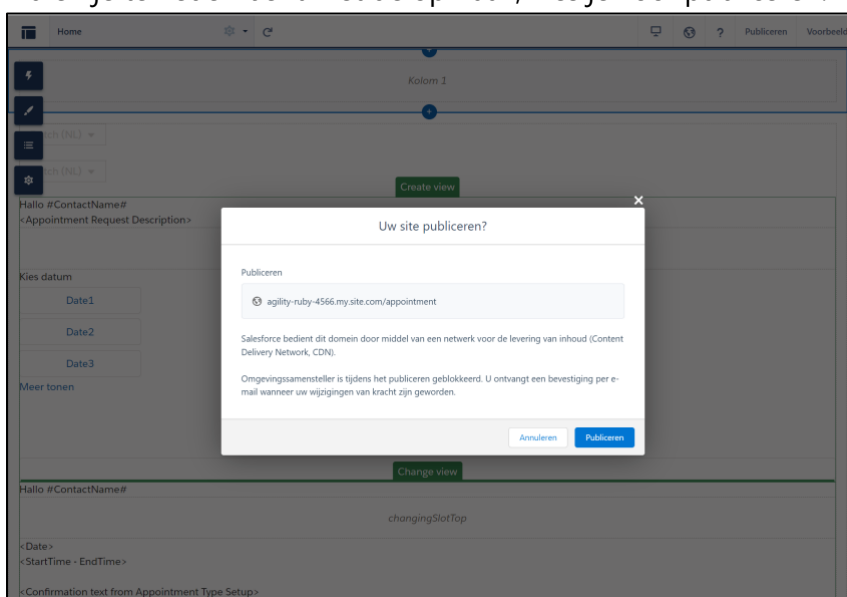 Home
Publiceren
Kolom 1
Create view
Hallo #ContactName#
<Appointment Request Description>
Uw site publiceren?
Publiceren
agility-ruby-4566.my.site.com/appointment
Salesforce bedient dit domein door middel van een netwerk voor de levering van inhoud (Content
Delivery Network, CDN).
Omgevingssamensteller is tijdens het publiceren geblokkeerd. U ontvangt een bevestiging per e-
mail wanneer uw wijzigingen van kracht zijn geworden.
Annuleren
Publiceren
Kies datum
Date1
Date2
Date3
Meer tonen
Change view
Hallo #ContactName#
changingSlotTop
<Date>
<StartTime - EndTime>
<Confirmation text from Appointment Type Setup>